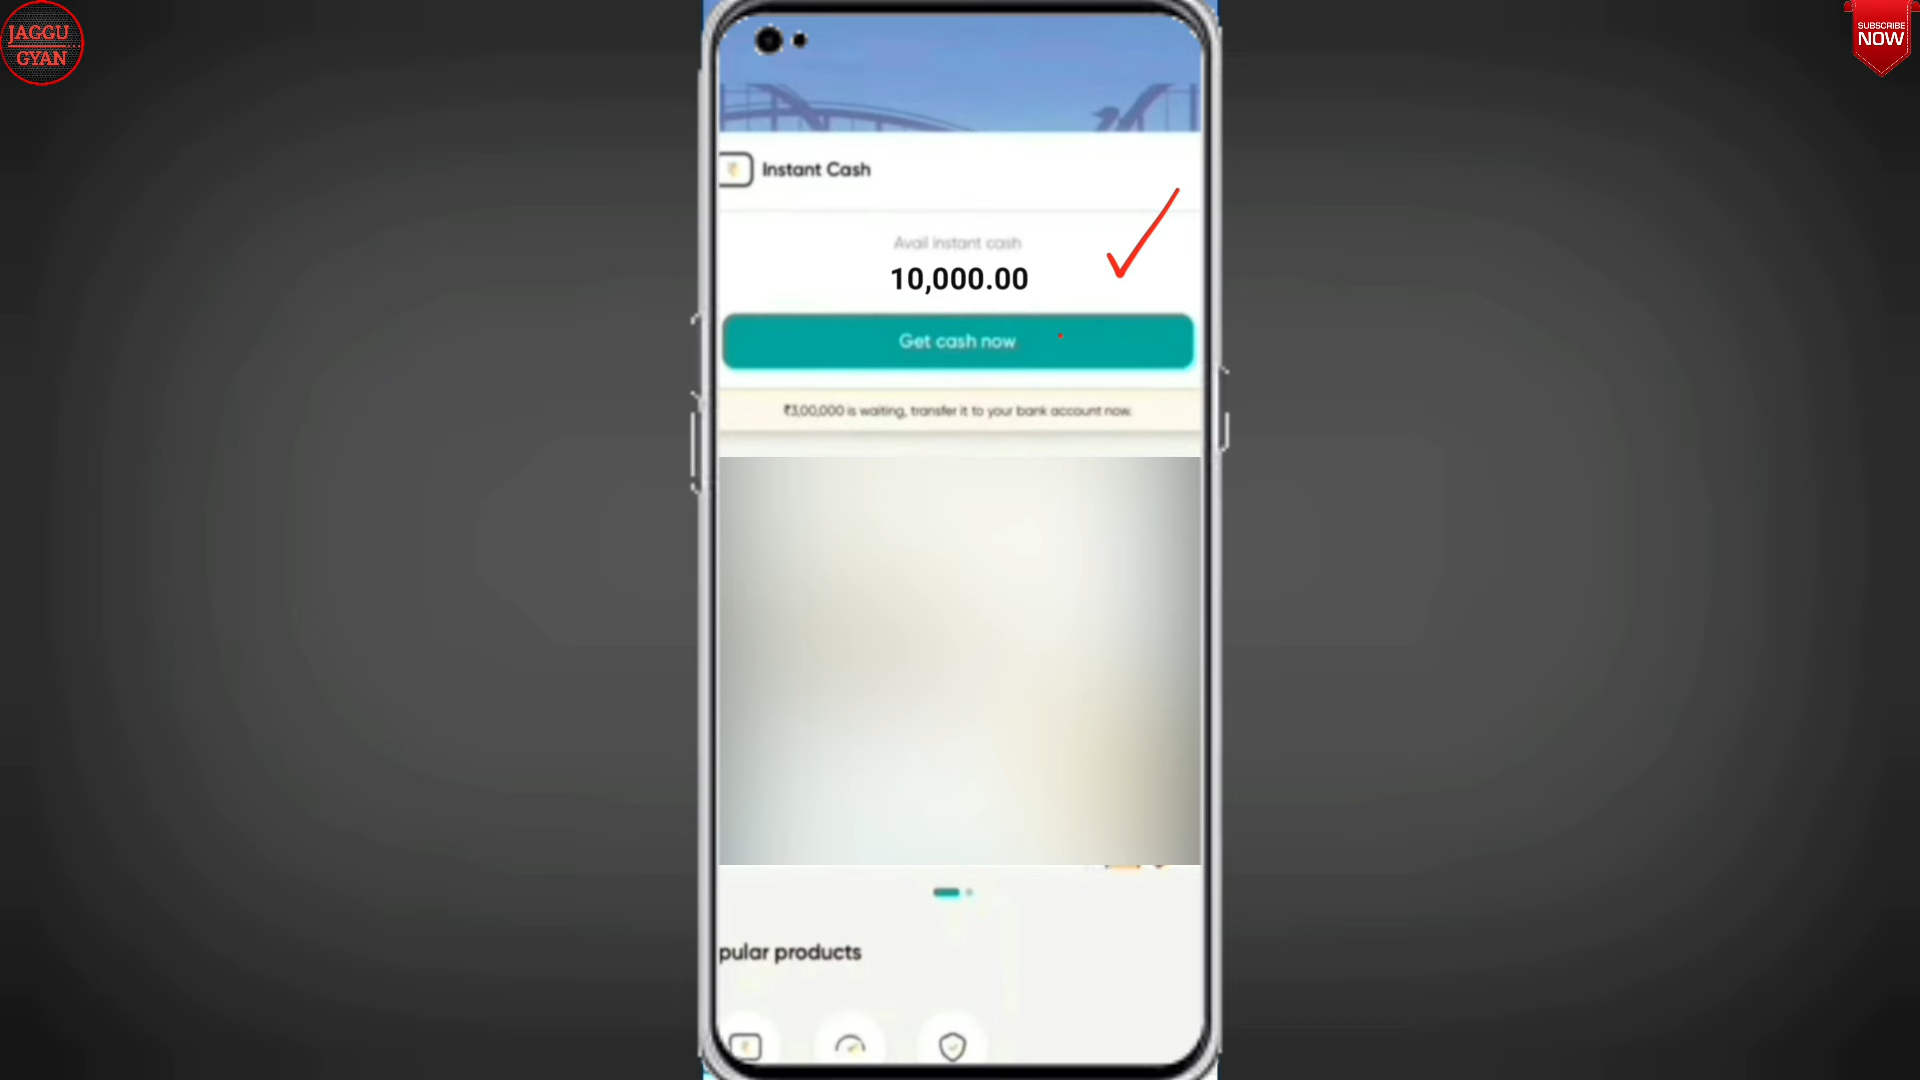 JAGGU
GYAN
SUBSCRIBE
NOW
Instant Cash
Avail instant cash
10,000.00
Get cash now
₹3,00,000 is waiting, transfer it to your bank account now.
pular products